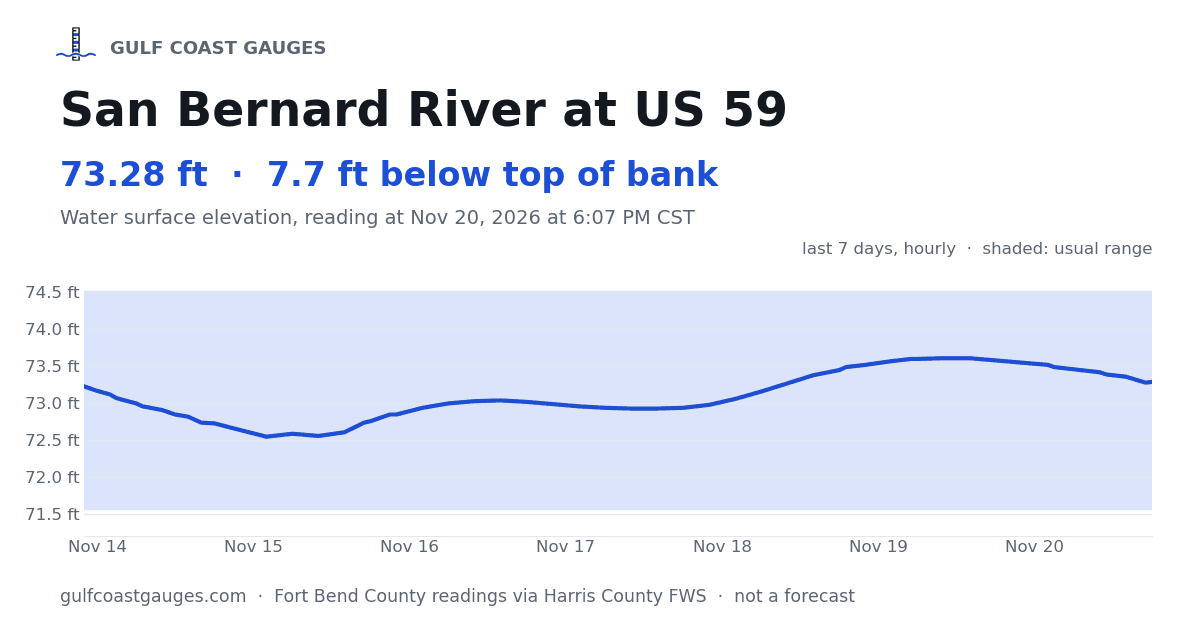 GULF COAST GAUGES
San Bernard River at US 59
73.28 ft · 7.7 ft below top of bank
Water surface elevation, reading at Nov 20, 2026 at 6:07 PM CST
last 7 days, hourly · shaded: usual range
74.5 ft
74.0 ft
73.5 ft
73.0 ft
72.5 ft
72.0 ft
71.5 ft
Nov 14 Nov 15 Nov 16 Nov 17 Nov 18 Nov 19 Nov 20
gulfcoastgauges.com · Fort Bend County readings via Harris County FWS · not a forecast